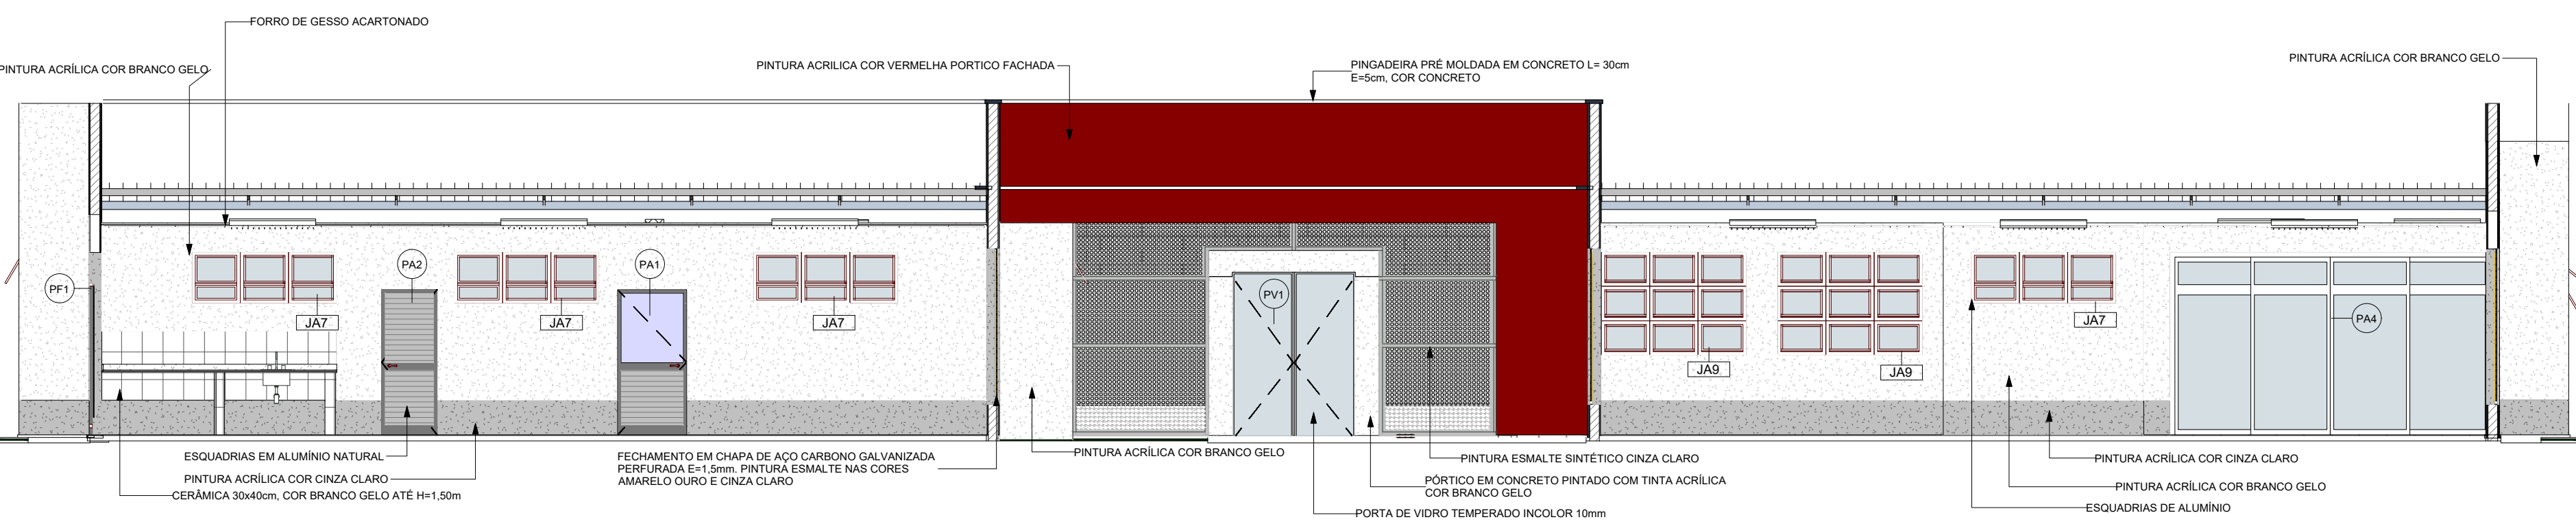 FORRO DE GESSO ACARTONADO
PINTURA ACRÍLICA COR BRANCO GELO
PINTURA ACRILICA COR VERMELHA PORTICO FACHADA
PINGADEIRA PRÉ MOLDADA EM CONCRETO L= 30cm
E=5cm, COR CONCRETO
PINTURA ACRÍLICA COR BRANCO GELO
PF1
PA2
PA1
PV1
PA4
JA7
JA7
JA7
JA9
JA9
JA7
ESQUADRIAS EM ALUMÍNIO NATURAL
PINTURA ACRÍLICA COR CINZA CLARO
CERÂMICA 30x40cm, COR BRANCO GELO ATÉ H=1,50m
FECHAMENTO EM CHAPA DE AÇO CARBONO GALVANIZADA
PERFURADA E=1,5mm. PINTURA ESMALTE NAS CORES
AMARELO OURO E CINZA CLARO
PINTURA ACRÍLICA COR BRANCO GELO
PINTURA ESMALTE SINTÉTICO CINZA CLARO
PÓRTICO EM CONCRETO PINTADO COM TINTA ACRÍLICA
COR BRANCO GELO
PORTA DE VIDRO TEMPERADO INCOLOR 10mm
PINTURA ACRÍLICA COR CINZA CLARO
PINTURA ACRÍLICA COR BRANCO GELO
ESQUADRIAS DE ALUMÍNIO